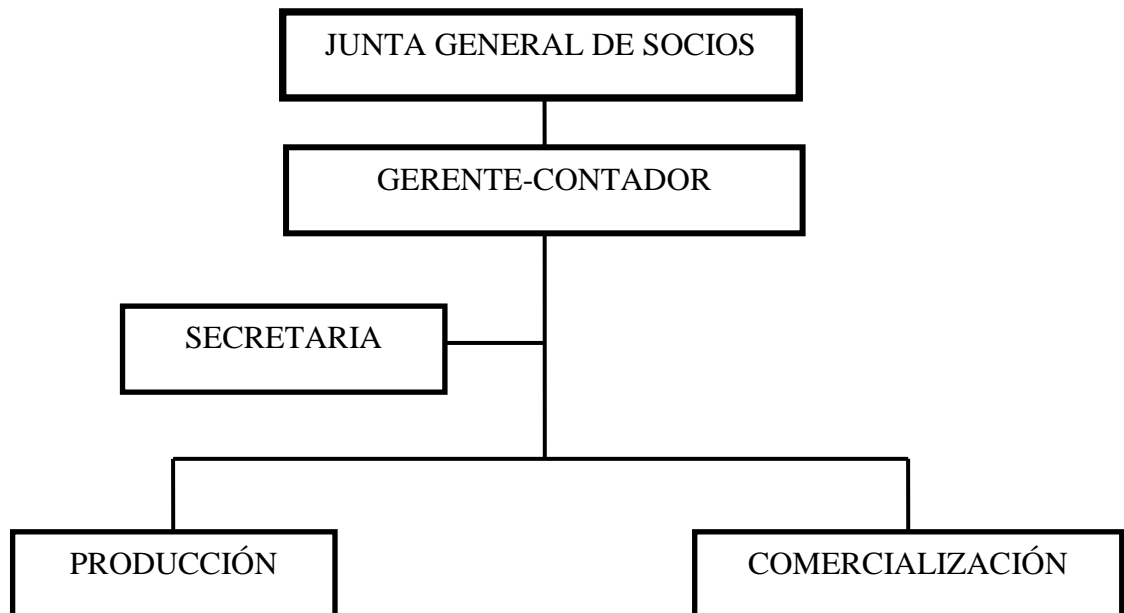 JUNTA GENERAL DE SOCIOS
GERENTE-CONTADOR
SECRETARIA
PRODUCCIÓN
COMERCIALIZACIÓN